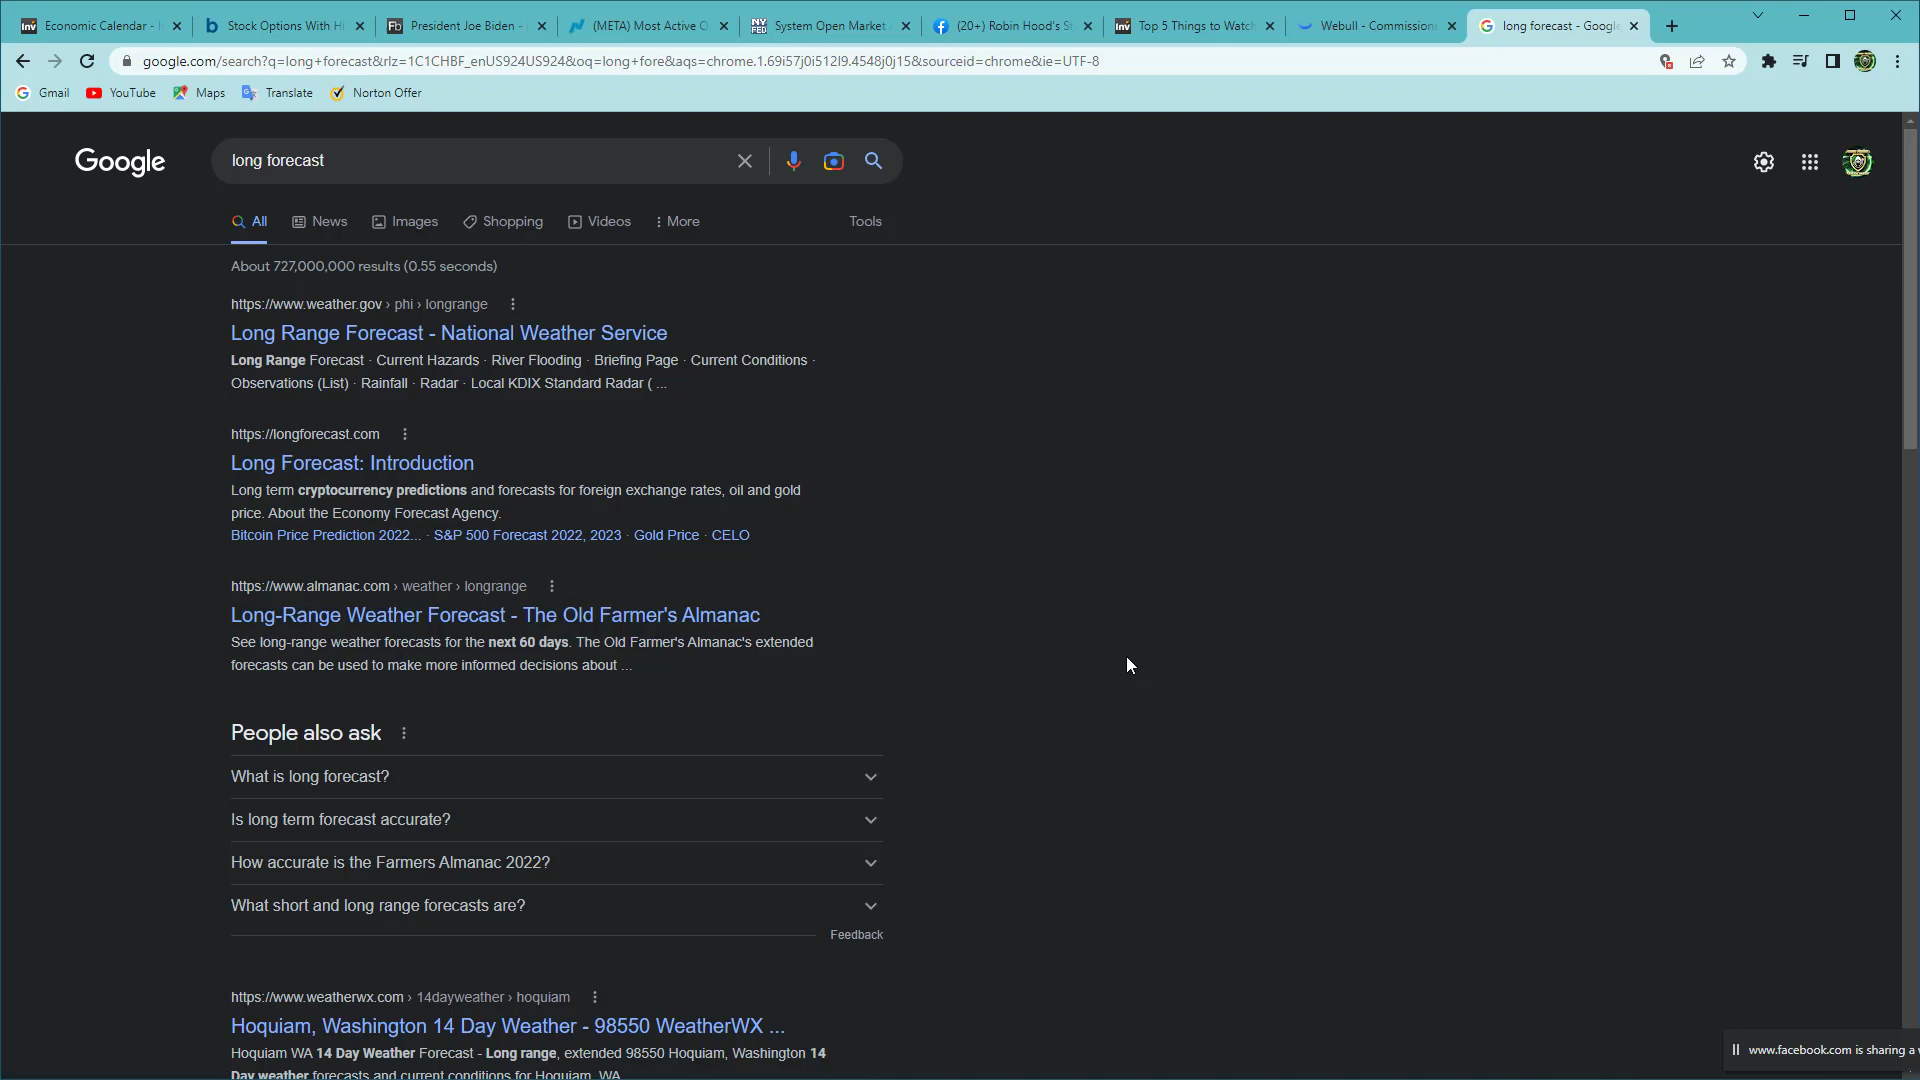 Economic Calendar - I
Stock Options With Hi
President Joe Biden -
(META) Most Active O
System Open Market A
(20+) Robin Hood's St
Top 5 Things to Watch
Webull - Commissions
long forecast - Google
google.com/search?q=long+forecast&rlz=1C1CHBF_enUS924US924&oq=long+fore&aqs=chrome.1.69i57j0i512l9.4548j0j15&sourceid=chrome&ie=UTF-8
Gmail
YouTube
Maps
Translate
Norton Offer
Google
long forecast
All
News
Images
Shopping
Videos
More
Tools
About 727,000,000 results (0.55 seconds)
https://www.weather.gov › phi › longrange
Long Range Forecast - National Weather Service
Long Range Forecast · Current Hazards · River Flooding · Briefing Page · Current Conditions ·
Observations (List) · Rainfall · Radar · Local KDIX Standard Radar ( ...
https://longforecast.com
Long Forecast: Introduction
Long term cryptocurrency predictions and forecasts for foreign exchange rates, oil and gold
price. About the Economy Forecast Agency.
Bitcoin Price Prediction 2022... · S&P 500 Forecast 2022, 2023 · Gold Price · CELO
https://www.almanac.com › weather › longrange
Long-Range Weather Forecast - The Old Farmer's Almanac
See long-range weather forecasts for the next 60 days. The Old Farmer's Almanac's extended
forecasts can be used to make more informed decisions about ...
People also ask
What is long forecast?
Is long term forecast accurate?
How accurate is the Farmers Almanac 2022?
What short and long range forecasts are?
Feedback
https://www.weatherwx.com › 14dayweather › hoquiam
Hoquiam, Washington 14 Day Weather - 98550 WeatherWX ...
Hoquiam WA 14 Day Weather Forecast - Long range, extended 98550 Hoquiam, Washington 14
Day weather forecasts and current conditions for Hoquiam, WA.
www.facebook.com is sharing a